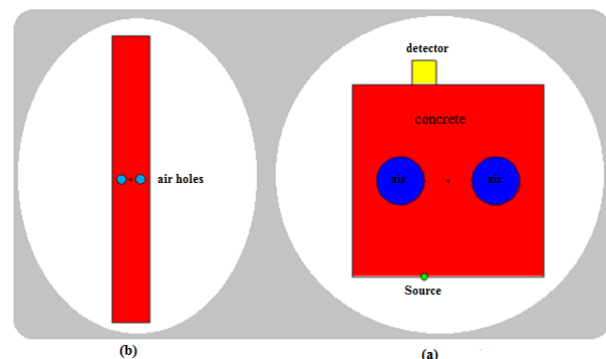 detector
concrete
air holes
air
air
Source
(b)
(a)